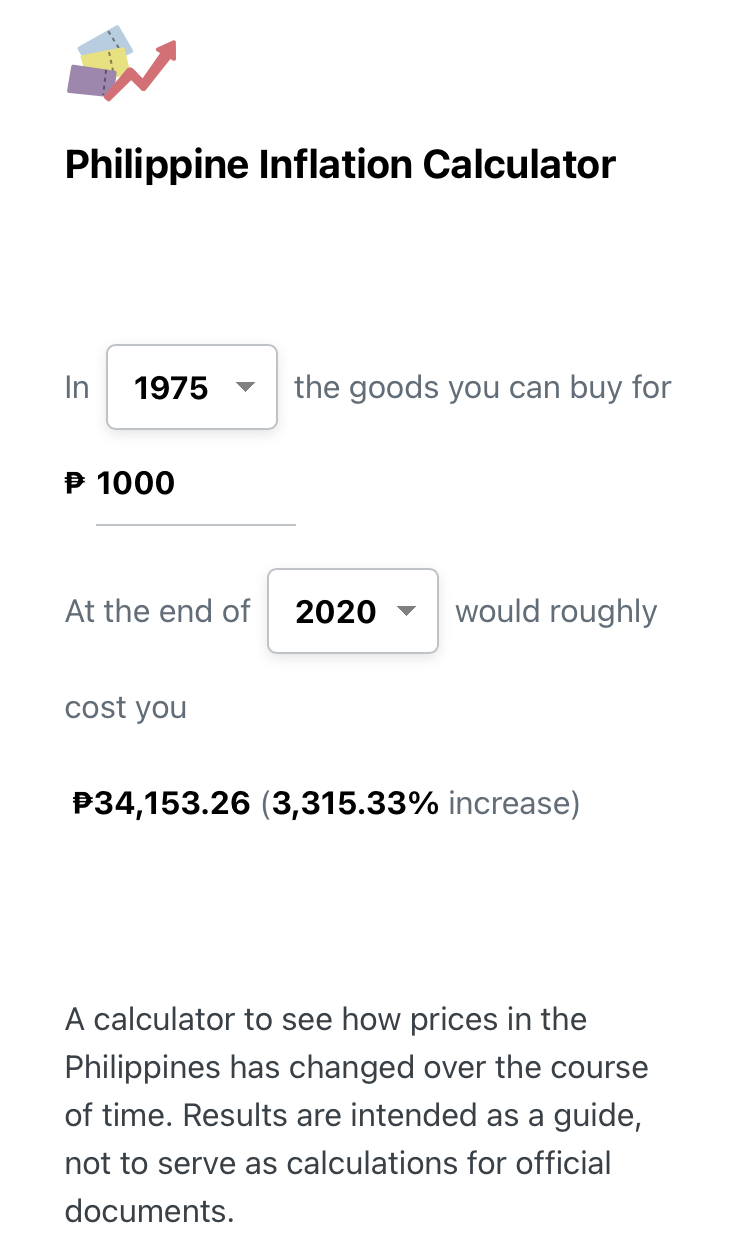 Philippine Inflation Calculator
In 1975 the goods you can buy for
₱ 1000
At the end of 2020 would roughly
cost you
₱34,153.26 (3,315.33% increase)
A calculator to see how prices in the
Philippines has changed over the course
of time. Results are intended as a guide,
not to serve as calculations for official
documents.